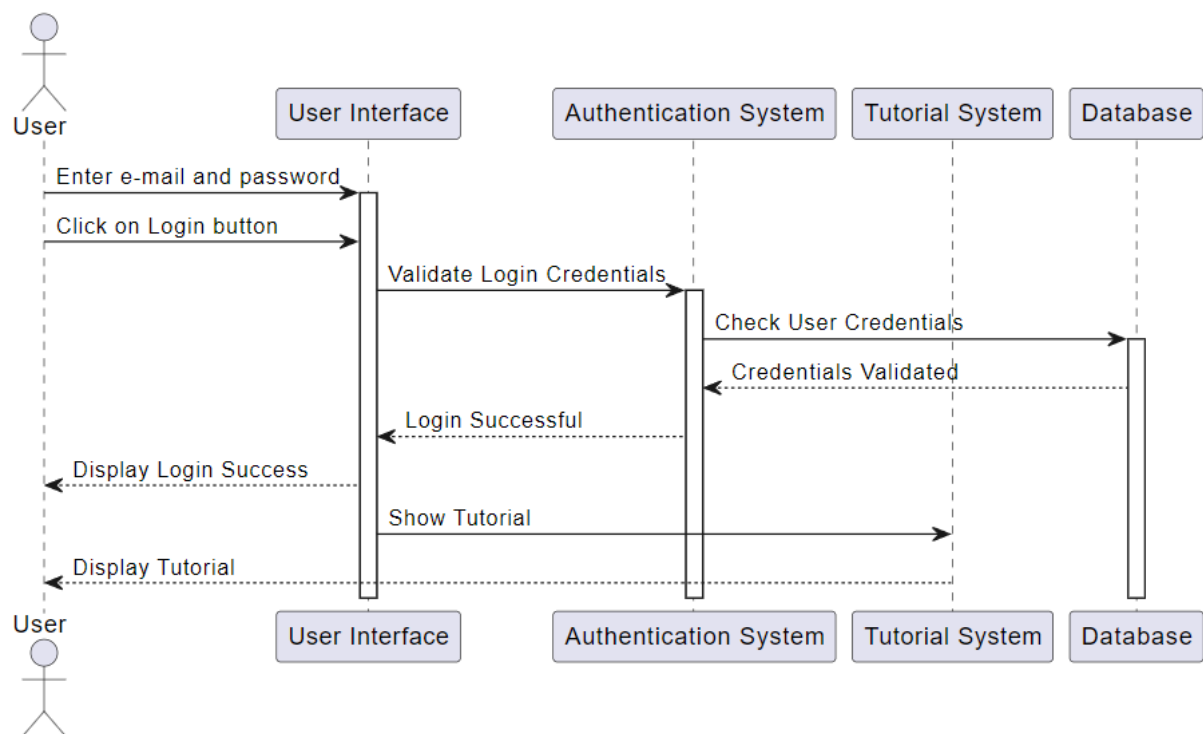 User
User Interface
Authentication System
Tutorial System
Database
Enter e-mail and password
Click on Login button
Validate Login Credentials
Check User Credentials
Credentials Validated
Login Successful
Display Login Success
Show Tutorial
Display Tutorial
User
User Interface
Authentication System
Tutorial System
Database